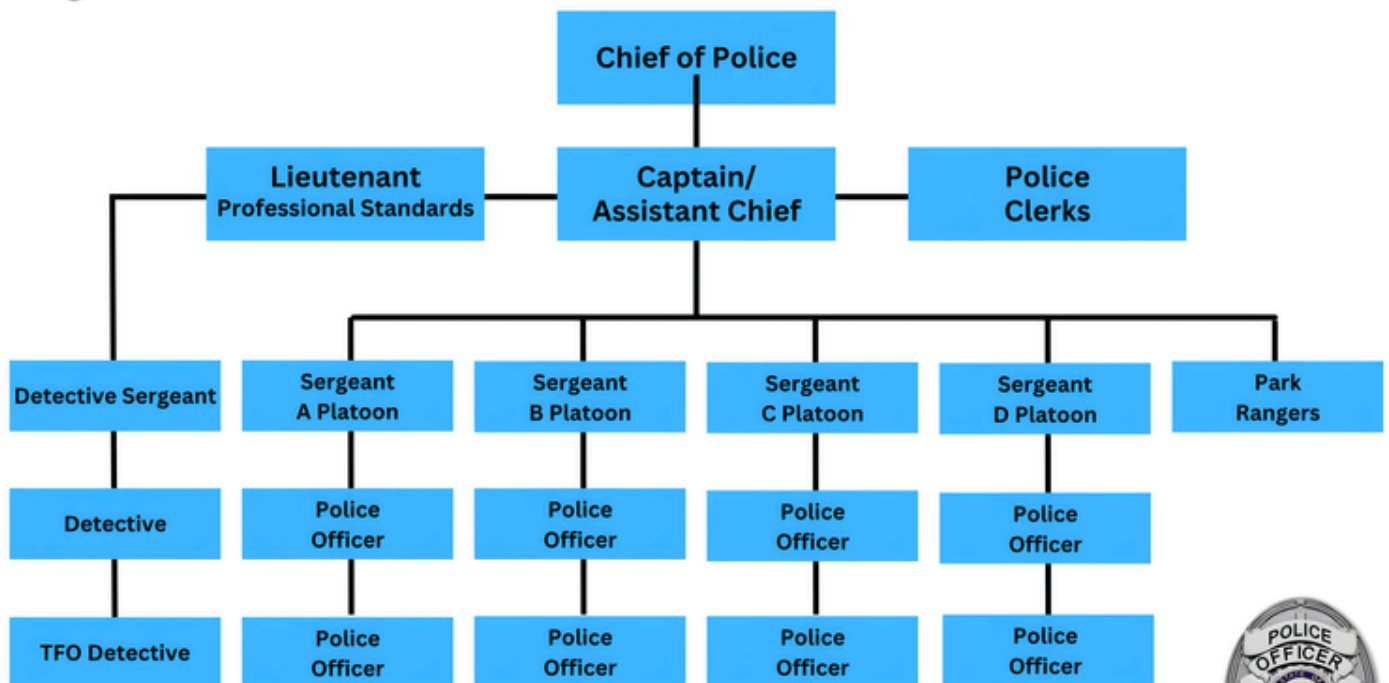 Chief of Police
Lieutenant
Professional Standards
Captain/
Assistant Chief
Police
Clerks
Detective Sergeant
Sergeant
A Platoon
Sergeant
B Platoon
Sergeant
C Platoon
Sergeant
D Platoon
Park
Rangers
Detective
Police
Officer
Police
Officer
Police
Officer
Police
Officer
TFO Detective
Police
Officer
Police
Officer
Police
Officer
Police
Officer
POLICE
OFFICER
STATE OF